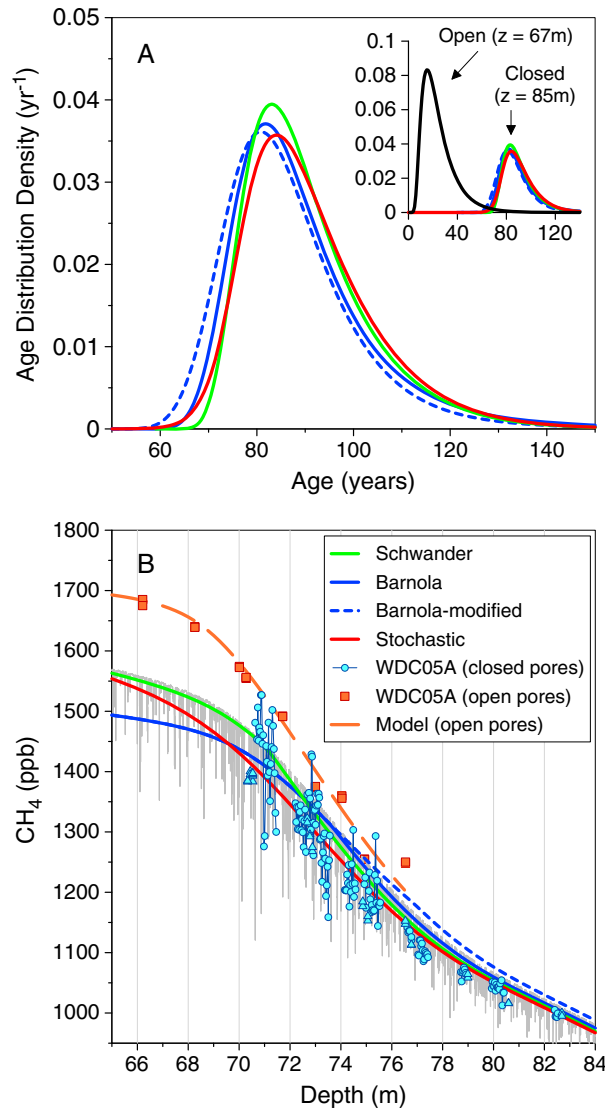 A
Age Distribution Density (yr-1)
0.05
0.04
0.03
0.02
0.01
0
60 80 100 120 140
Age (years)
0.1
0.08
0.06
0.04
0.02
0
0 40 80 120
Open (z = 67m)
Closed
(z = 85m)
B
CH4 (ppb)
1800
1700
1600
1500
1400
1300
1200
1100
1000
66 68 70 72 74 76 78 80 82 84
Depth (m)
Schwander
Barnola
Barnola-modified
Stochastic
WDC05A (closed pores)
WDC05A (open pores)
Model (open pores)